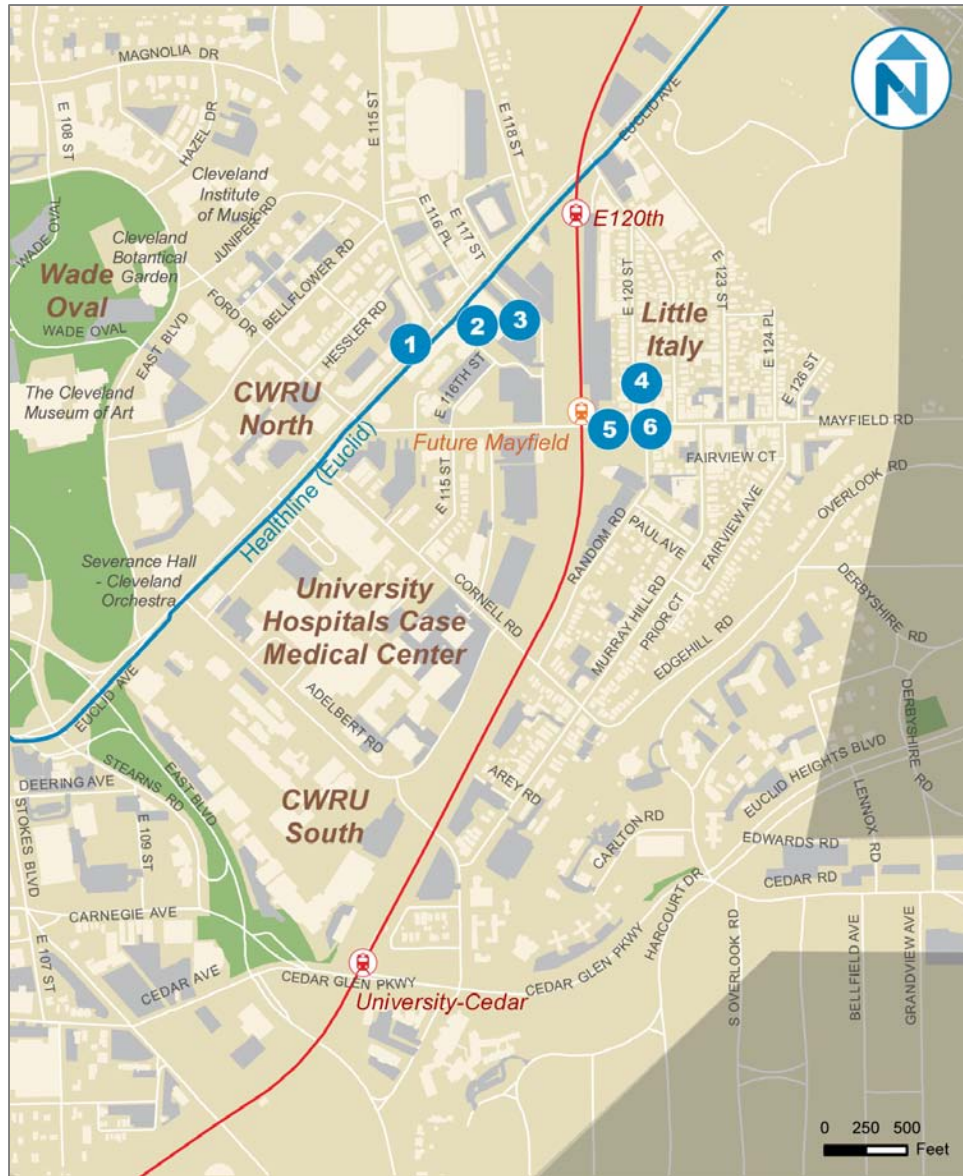 MAGNOLIA DR
E 108 ST
HAZEL DR
E 115 ST
E 118 ST
EUCLID AVE
N
Cleveland
Institute
of Music
E 116 PL
E 117 ST
E120th
WADE OVAL
Wade
Oval
Cleveland
Botanical
Garden
JUNIPER RD
BELLFLOWER RD
FORD DR
HESSLER RD
WADE OVAL
EAST BLVD
1
2
3
E 120 ST
E 123 ST
Little
Italy
E 124 PL
E 126 ST
The Cleveland
Museum of Art
CWRU
North
E 116TH ST
4
5
6
MAYFIELD RD
Future Mayfield
FAIRVIEW CT
Healthline (Euclid)
E 115 ST
OVERLOOK RD
RANDOM RD
PAUL AVE
FAIRVIEW AVE
Severance Hall
- Cleveland
Orchestra
University
Hospitals Case
Medical Center
CORNELL RD
MURRAY HILL RD
PRIOR CT
EDGEHILL RD
DERBYSHIRE RD
EUCLID AVE
ADELBERT RD
DERBYSHIRE RD
DEERING AVE
STEARNS RD
EAST BLVD
CWRU
South
AREY RD
EUCLID HEIGHTS BLVD
LENNOX RD
STOKES BLVD
E 109 ST
CARLTON RD
EDWARDS RD
CEDAR RD
CARNEGIE AVE
HARCOURT DR
E 107 ST
CEDAR AVE
CEDAR GLEN PKWY
CEDAR GLEN PKWY
University-Cedar
S OVERLOOK RD
BELLFIELD AVE
GRANDVIEW AVE
0 250 500
Feet